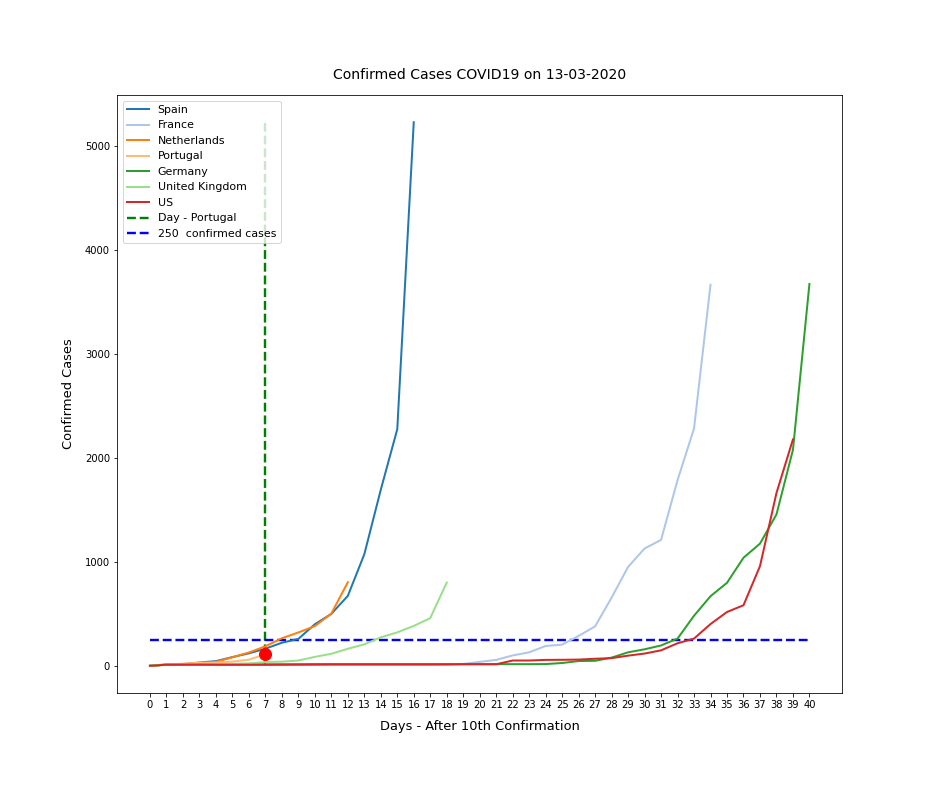 Confirmed Cases COVID19 on 13-03-2020
Spain
France
Netherlands
Portugal
Germany
United Kingdom
US
Day - Portugal
250  confirmed cases
5000
4000
3000
2000
1000
0
Confirmed Cases
0 1 2 3 4 5 6 7 8 9 10 11 12 13 14 15 16 17 18 19 20 21 22 23 24 25 26 27 28 29 30 31 32 33 34 35 36 37 38 39 40
Days - After 10th Confirmation